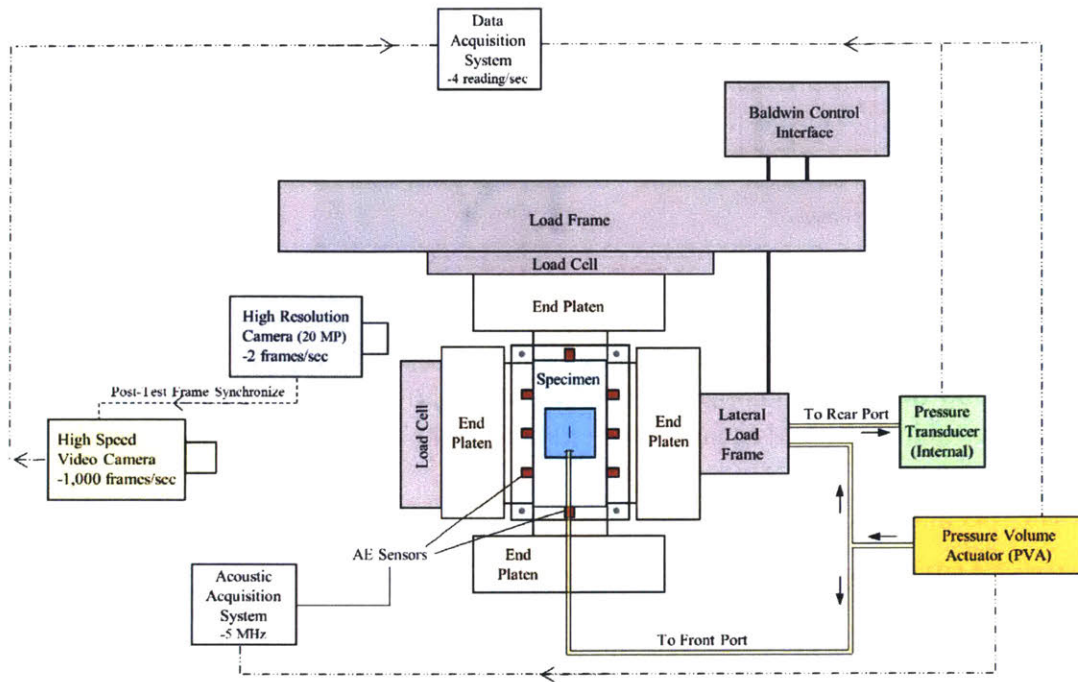 Data
Acquisition
System
-4 reading/sec
Baldwin Control
Interface
Load Frame
Load Cell
End Platen
High Resolution
Camera (20 MP)
-2 frames/sec
Post-Test Frame Synchronize
High Speed
Video Camera
-1,000 frames/sec
Load Cell
End
Platen
Specimen
End
Platen
Lateral
Load
Frame
To Rear Port
Pressure
Transducer
(Internal)
Pressure Volume
Actuator (PVA)
AE Sensors
End
Platen
Acoustic
Acquisition
System
-5 MHz
To Front Port